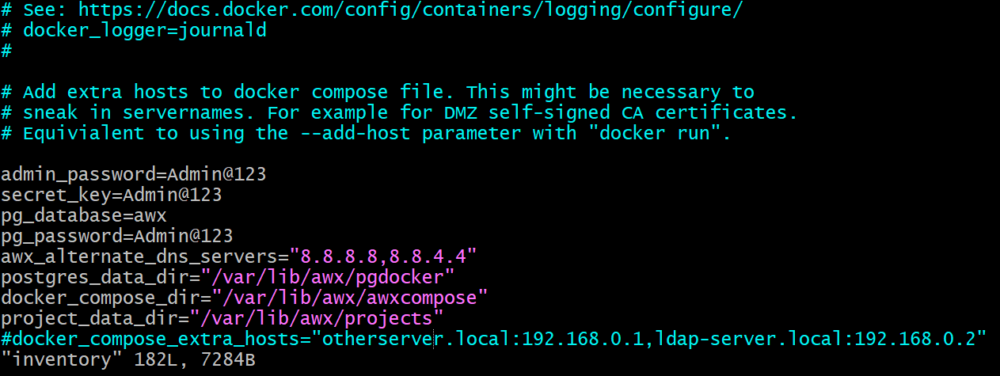 # See: https://docs.docker.com/config/containers/logging/configure/
# docker_logger=journald
#
# Add extra hosts to docker compose file. This might be necessary to
# sneak in servernames. For example for DMZ self-signed CA certificates.
# Equivialent to using the --add-host parameter with "docker run".
admin_password=Admin@123
secret_key=Admin@123
pg_database=awx
pg_password=Admin@123
awx_alternate_dns_servers="8.8.8.8,8.8.4.4"
postgres_data_dir="/var/lib/awx/pgdocker"
docker_compose_dir="/var/lib/awx/awxcompose"
project_data_dir="/var/lib/awx/projects"
#docker_compose_extra_hosts="otherserver.local:192.168.0.1,ldap-server.local:192.168.0.2"
"inventory" 182L, 7284B